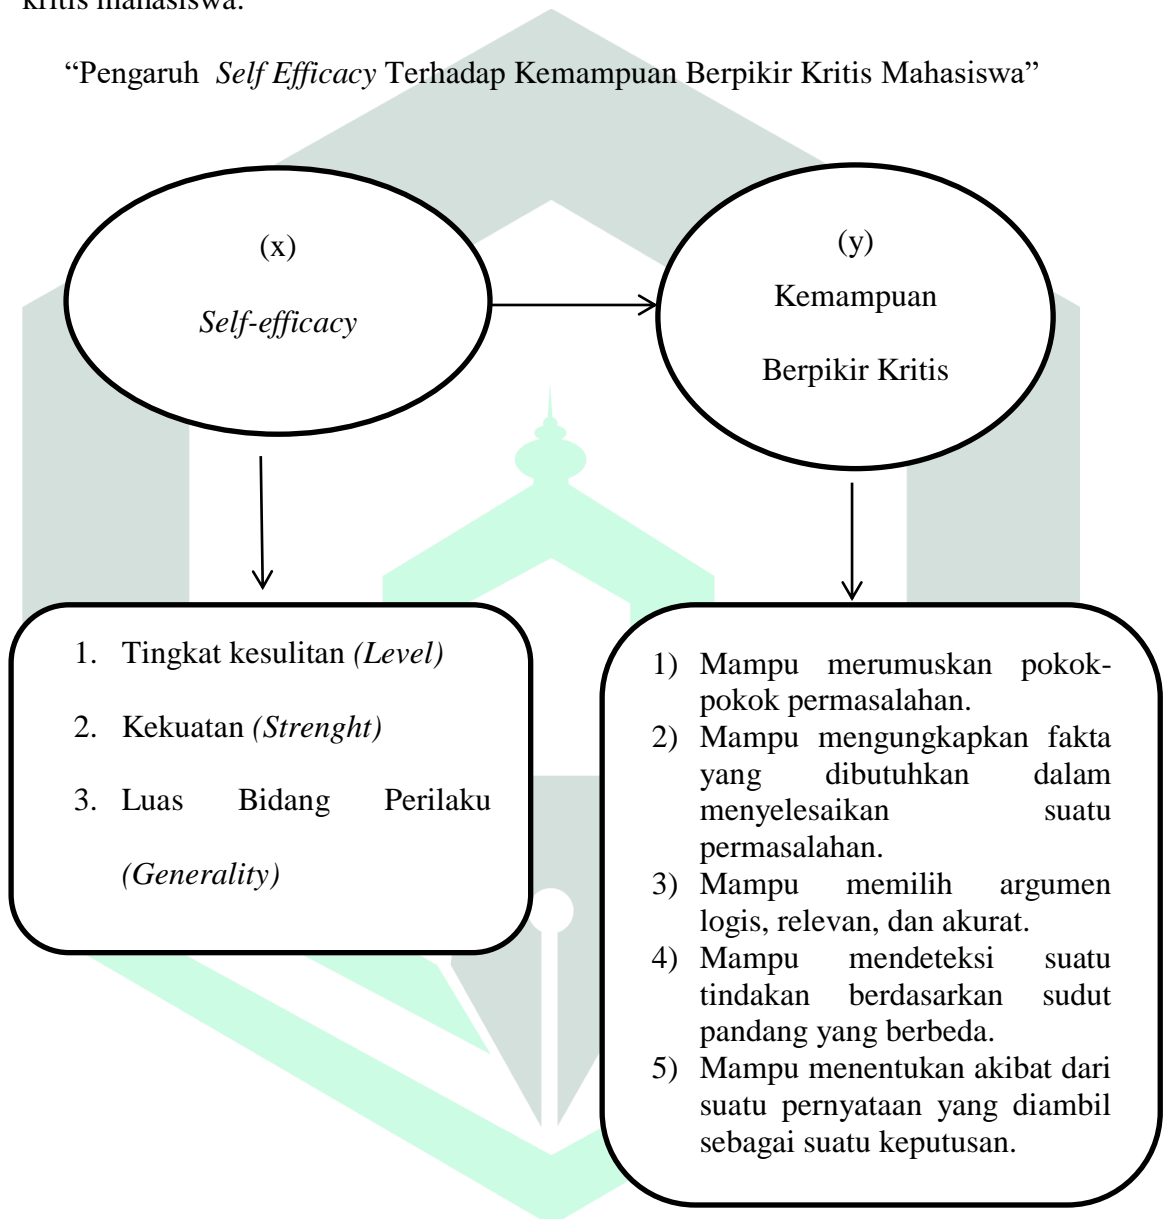 kritis mahasiswa.
“Pengaruh Self Efficacy Terhadap Kemampuan Berpikir Kritis Mahasiswa”
(x)
Self-efficacy
(y)
Kemampuan
Berpikir Kritis
1. Tingkat kesulitan (Level)
2. Kekuatan (Strenght)
3. Luas Bidang Perilaku
(Generality)
1) Mampu merumuskan pokok-
pokok permasalahan.
2) Mampu mengungkapkan fakta
yang dibutuhkan dalam
menyelesaikan suatu
permasalahan.
3) Mampu memilih argumen
logis, relevan, dan akurat.
4) Mampu mendeteksi suatu
tindakan berdasarkan sudut
pandang yang berbeda.
5) Mampu menentukan akibat dari
suatu pernyataan yang diambil
sebagai suatu keputusan.